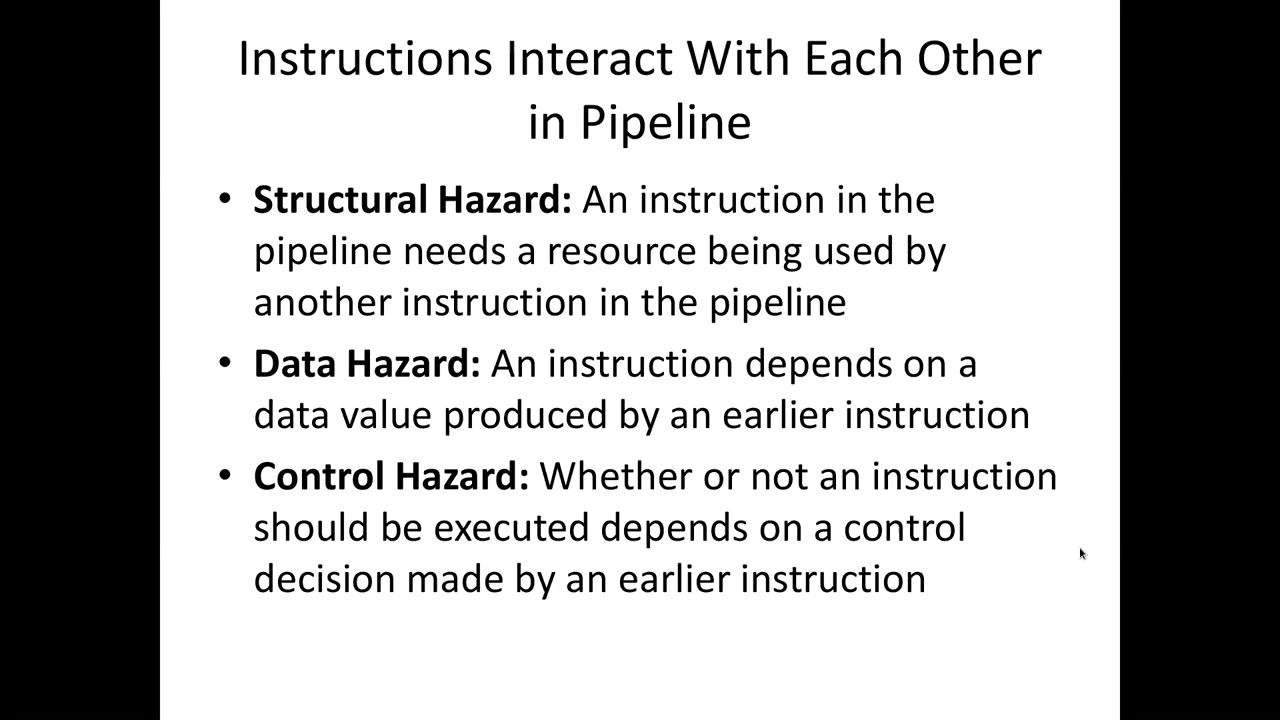 Instructions Interact With Each Other
in Pipeline
• Structural Hazard: An instruction in the
pipeline needs a resource being used by
another instruction in the pipeline
• Data Hazard: An instruction depends on a
data value produced by an earlier instruction
• Control Hazard: Whether or not an instruction
should be executed depends on a control
decision made by an earlier instruction